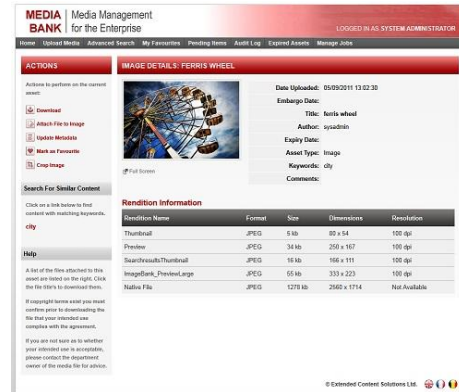 MEDIA BANK
Media Management for the Enterprise
LOGGED IN AS SYSTEM ADMINISTRATOR
Home Upload Media Advanced Search My Favourites Pending Items Audit Log Expired Assets Manage Jobs
ACTIONS
Actions to perform on the current
asset:
Download
Attach File to Image
Update Metadata
Mark as Favourite
Crop Image
Search For Similar Content
Click on a link below to find
content with matching keywords.
city
Help
A list of the files attached to this
asset are listed on the right. Click
the file title's to download them.
If copyright terms exist you must
confirm prior to downloading the
file that your intended use
complies with the agreement.
If you are not sure as to whether
your intended use is acceptable,
please contact the department
owner of the media file for advice.
IMAGE DETAILS: FERRIS WHEEL
Full Screen
Date Uploaded: 05/09/2011 13:02:30
Embargo Date:
Title: ferris wheel
Author: sysadmin
Expiry Date:
Asset Type: Image
Keywords: city
Comments:
Rendition Information
Rendition Name Format Size Dimensions Resolution
Thumbnail JPEG 5 kb 80 x 54 100 dpi
Preview JPEG 34 kb 250 x 167 100 dpi
SearchresultsThumbnail JPEG 16 kb 166 x 111 100 dpi
ImageBank_PreviewLarge JPEG 55 kb 333 x 223 100 dpi
Native File JPEG 1278 kb 2560 x 1714 Not Available
© Extended Content Solutions Ltd.